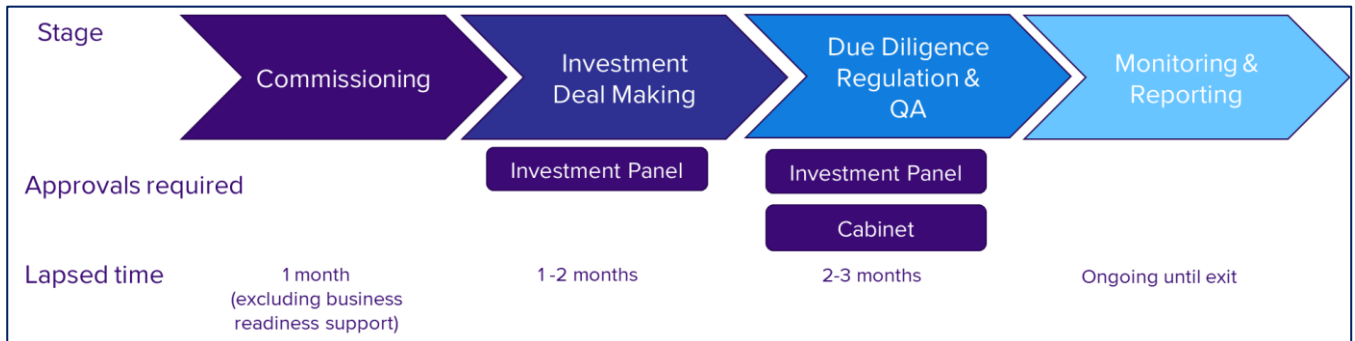 Stage
Commissioning
Investment
Deal Making
Due Diligence
Regulation &
QA
Monitoring &
Reporting
Approvals required
Investment Panel
Investment Panel
Cabinet
Lapsed time
1 month
(excluding business
readiness support)
1-2 months
2-3 months
Ongoing until exit